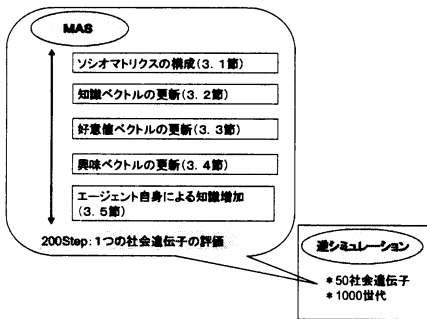 MAS
ソシオマトリクスの構成(3. 1節)
知識ベクトルの更新(3. 2節)
好意値ベクトルの更新(3. 3節)
興味ベクトルの更新(3. 4節)
エージェント自身による知識増加
(3. 5節)
200Step:1つの社会遺伝子の評価
逆シミュレーション
*50社会遺伝子
*1000世代